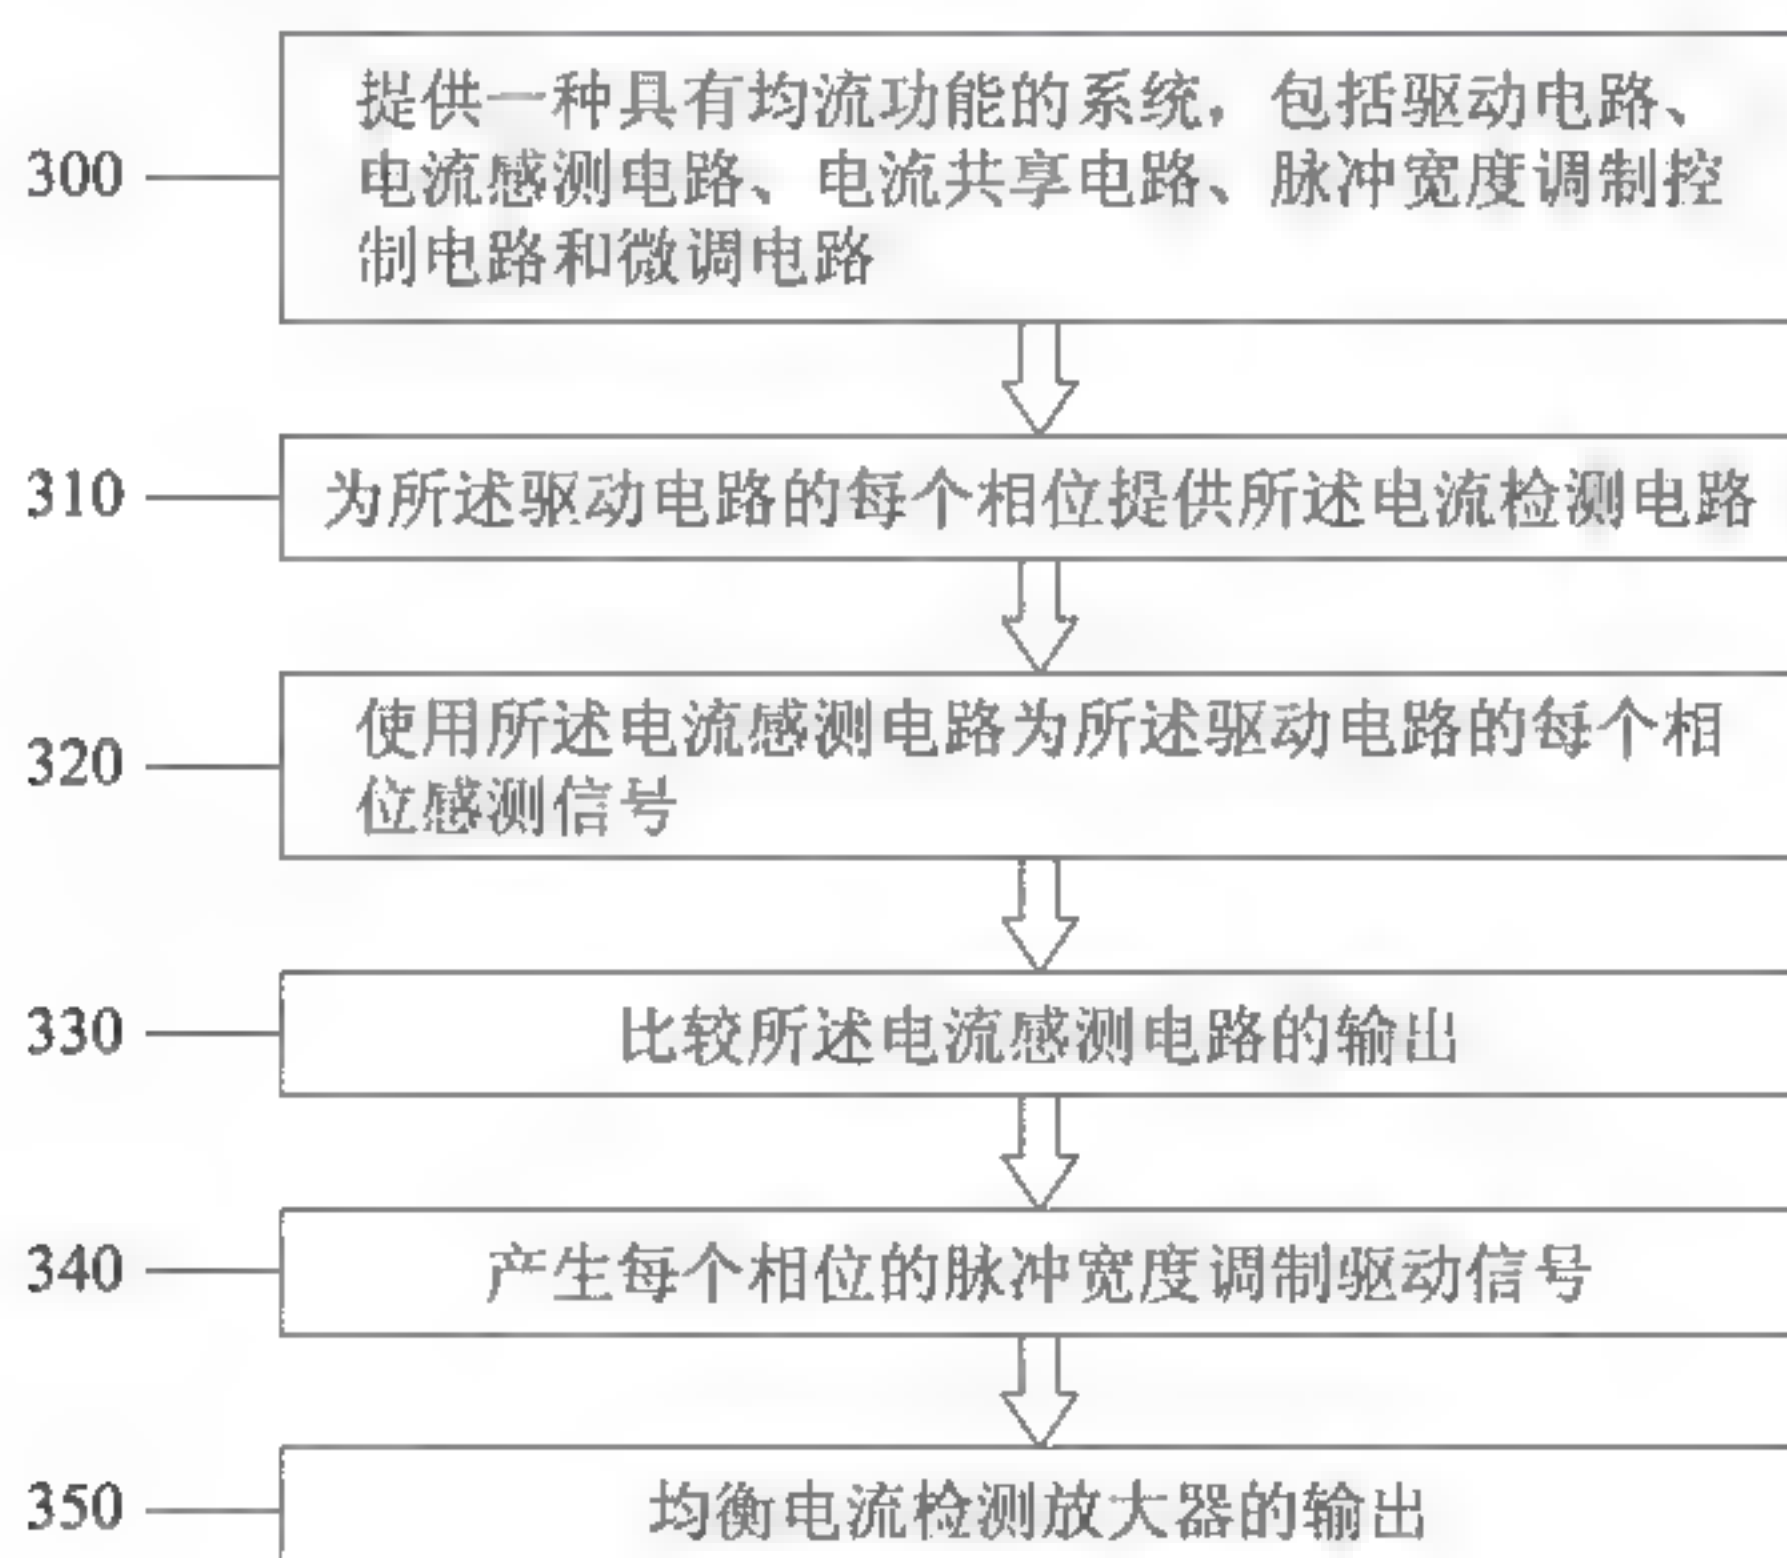 300
提供一种具有均流功能的系统，包括驱动电路、
电流感测电路、电流共享电路、脉冲宽度调制控
制电路和微调电路
310
为所述驱动电路的每个相位提供所述电流检测电路
320
使用所述电流感测电路为所述驱动电路的每个相
位感测信号
330
比较所述电流感测电路的输出
340
产生每个相位的脉冲宽度调制驱动信号
350
均衡电流检测放大器的输出